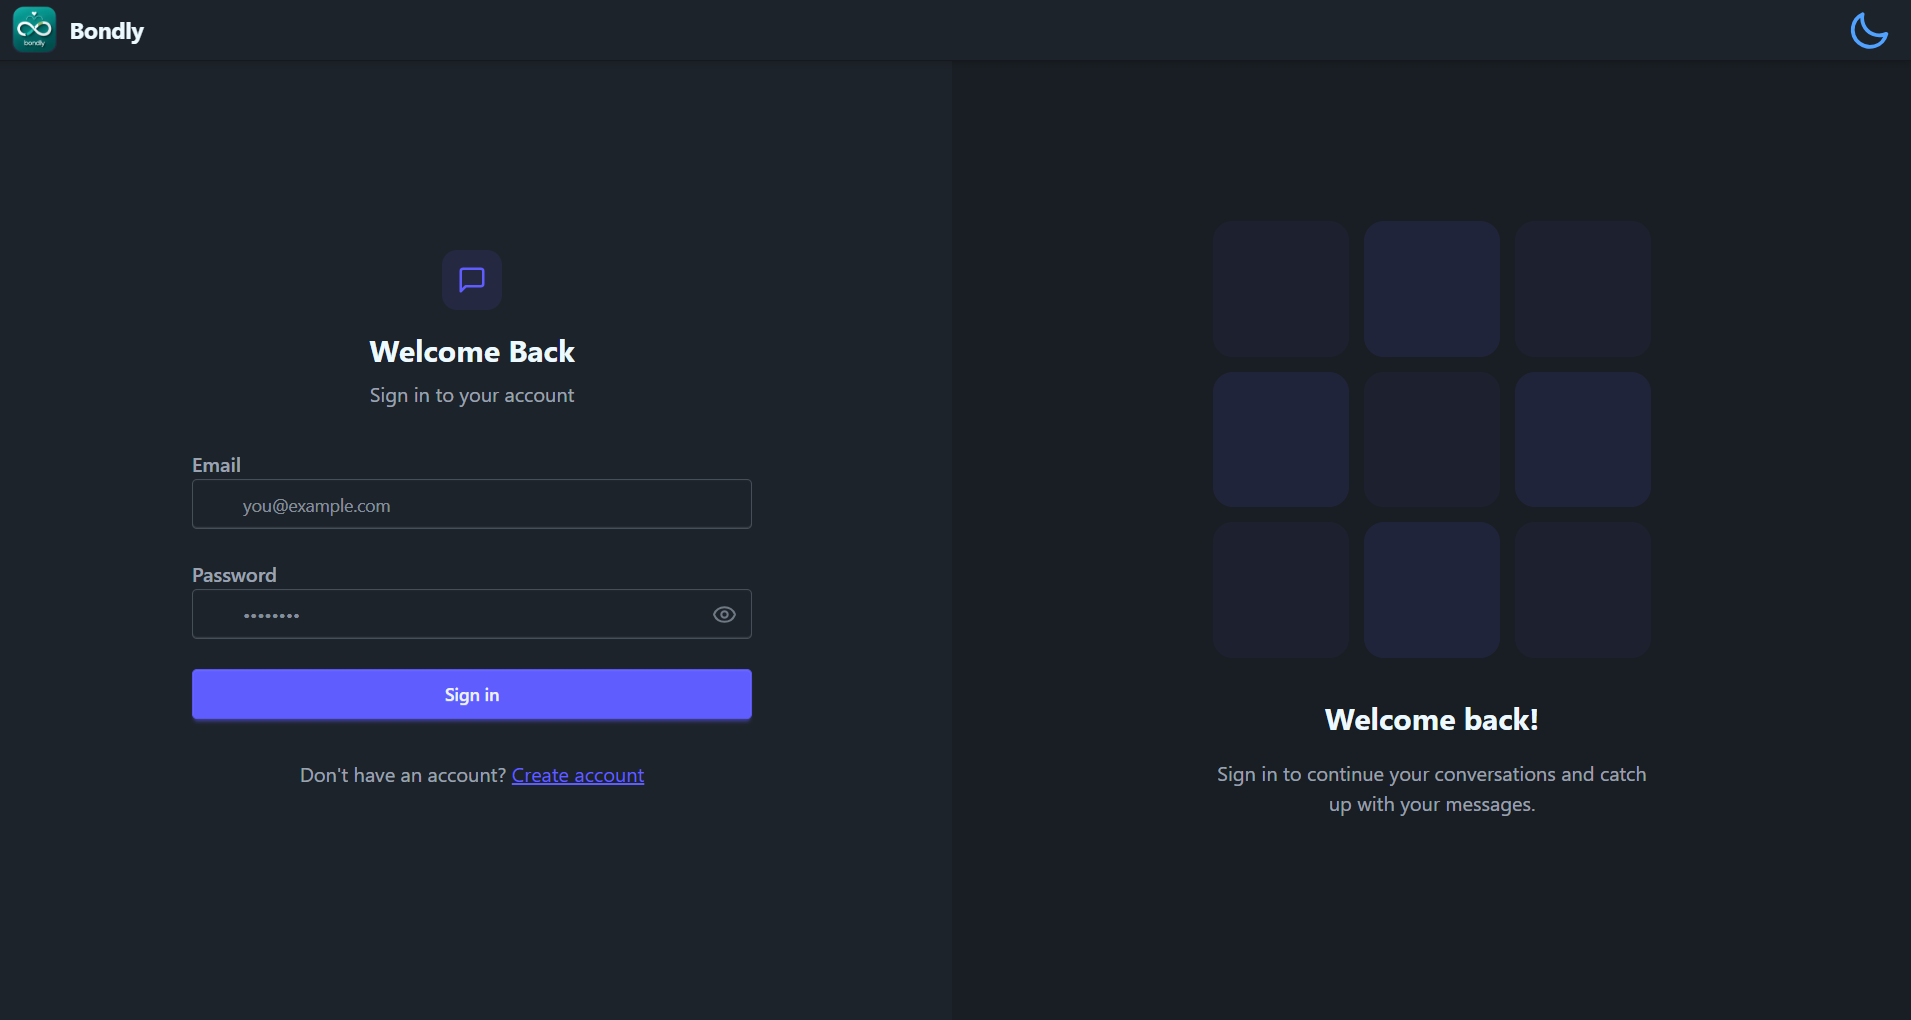 bondly
Bondly
Welcome Back
Sign in to your account
Email
you@example.com
Password
••••••••
Sign in
Don't have an account? Create account
Welcome back!
Sign in to continue your conversations and catch
up with your messages.